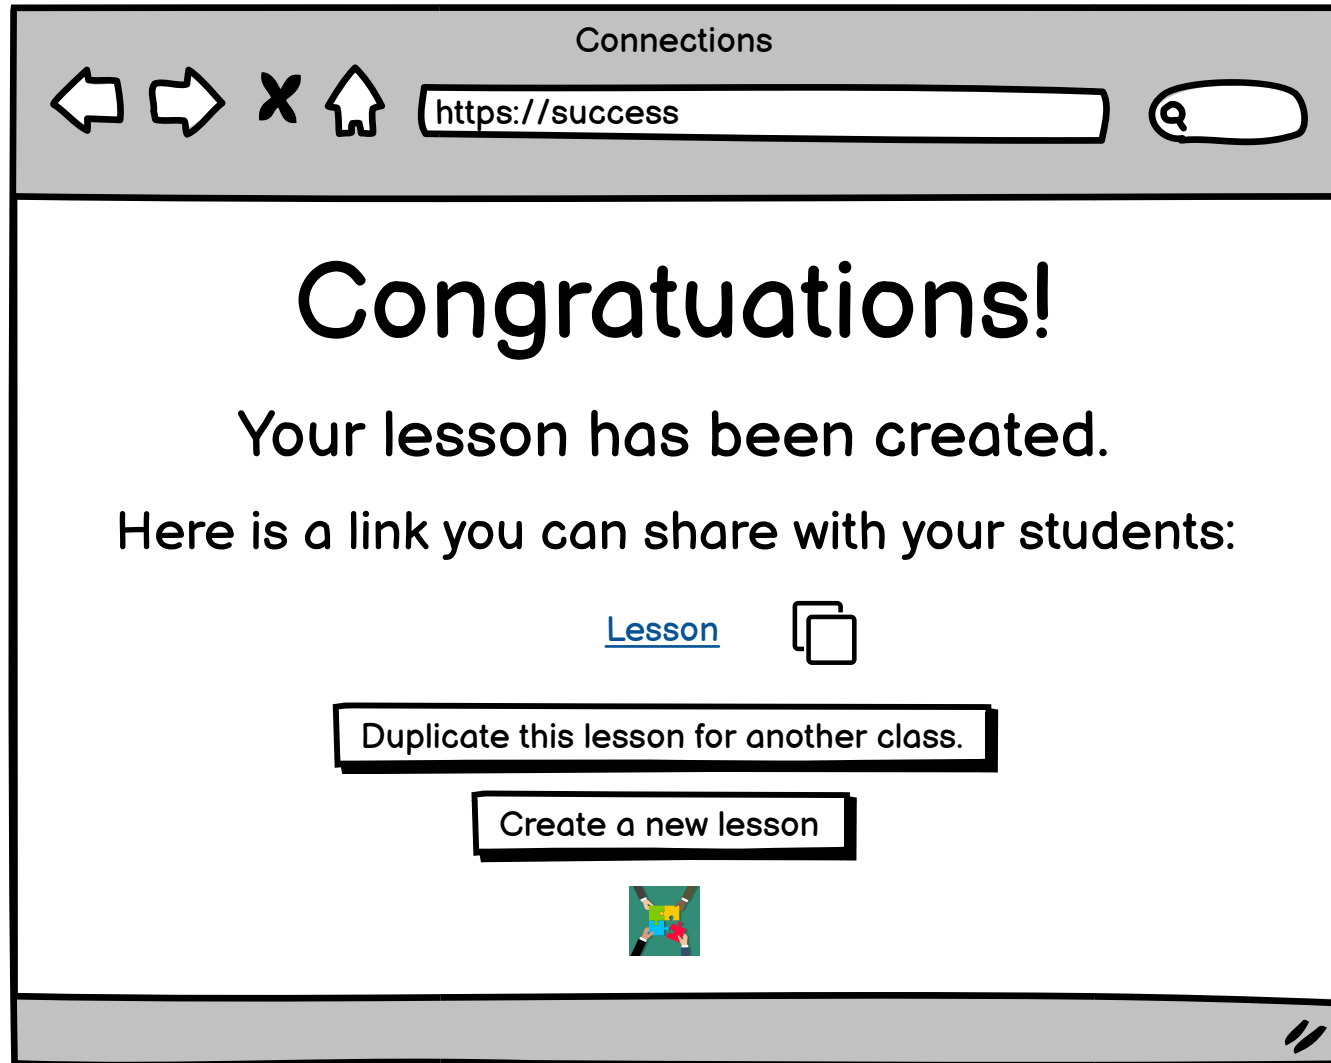 Connections
https://success
Congratuations!
Your lesson has been created.
Here is a link you can share with your students:
Lesson
Duplicate this lesson for another class.
Create a new lesson